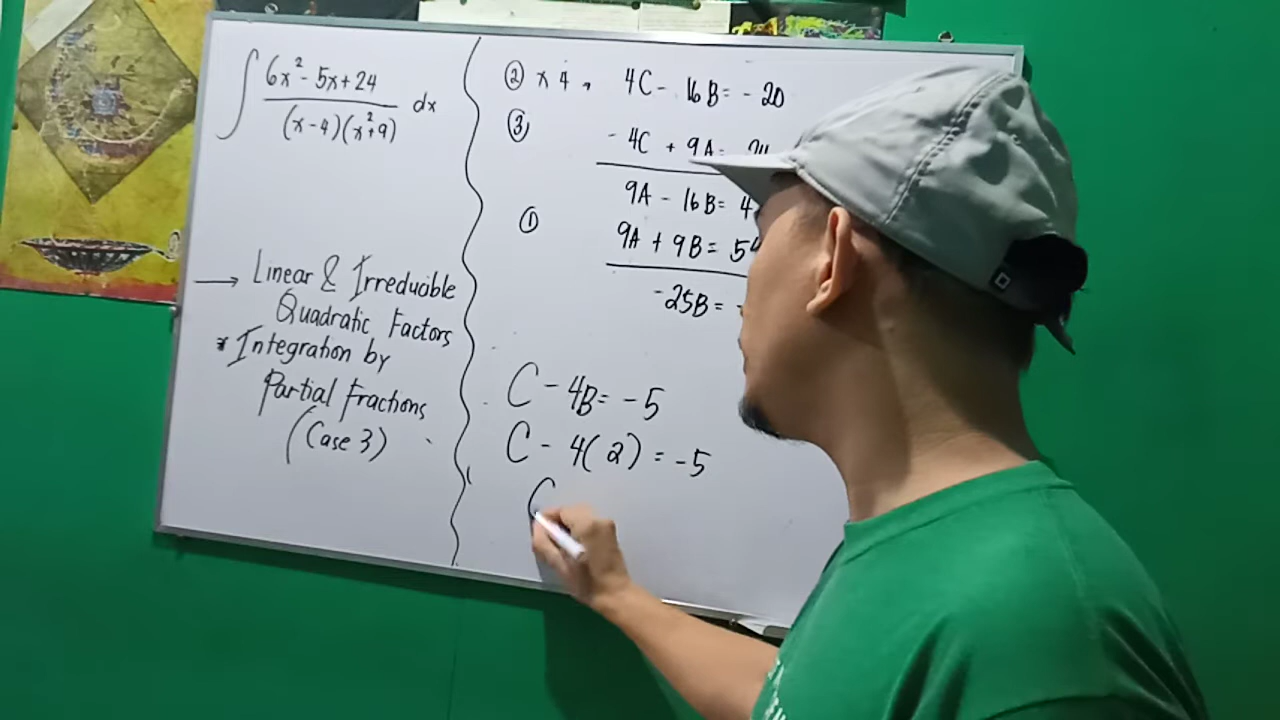 ∫ 6x² - 5x + 24 / (x - 4)(x² + 9) dx
→ Linear & Irreducible
Quadratic Factors
* Integration by
Partial Fractions
(Case 3)
② x 4, 4C - 16B = -20
③ -4C + 9A =
9A - 16B = 4
① 9A + 9B = 54
-25B = -
C - 4B = -5
C - 4(2) = -5
C